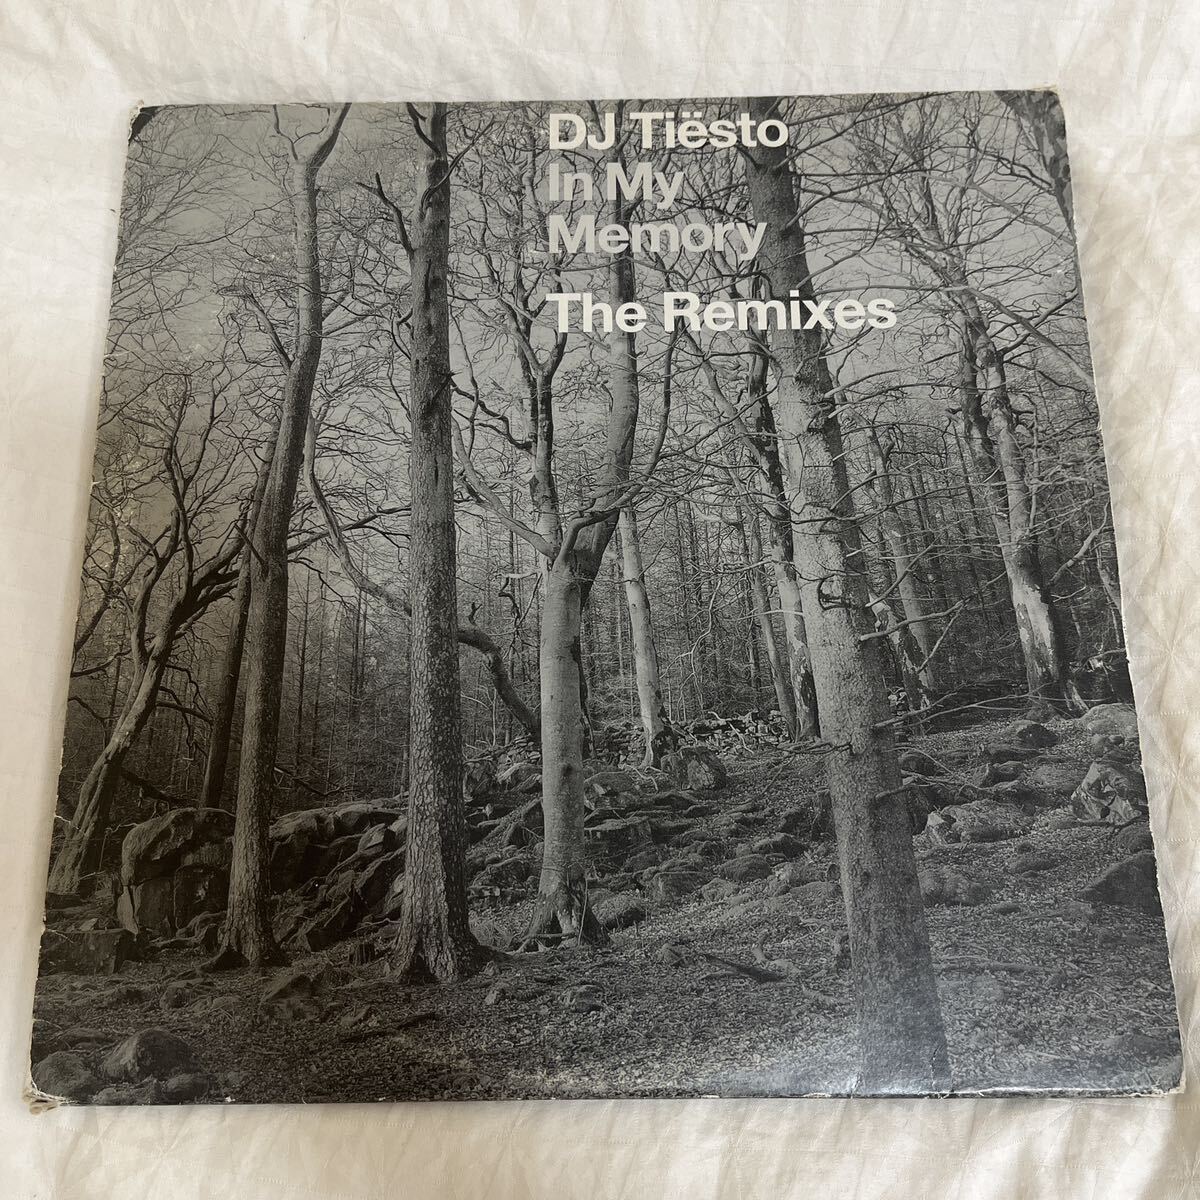 DJ Tiësto
In My
Memory
The Remixes